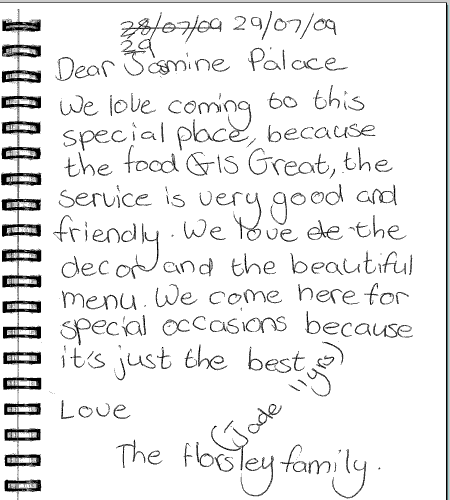 28/07/09 29/07/09
29
Dear Jasmine Palace
We love coming to this
special place, because
the food GIS Great, the
service is very good and
friendly. We love de the
decor and the beautiful
menu. We come here for
special occasions because
it's just the best
Love
(Jade 11yrs)
The Horsley family.